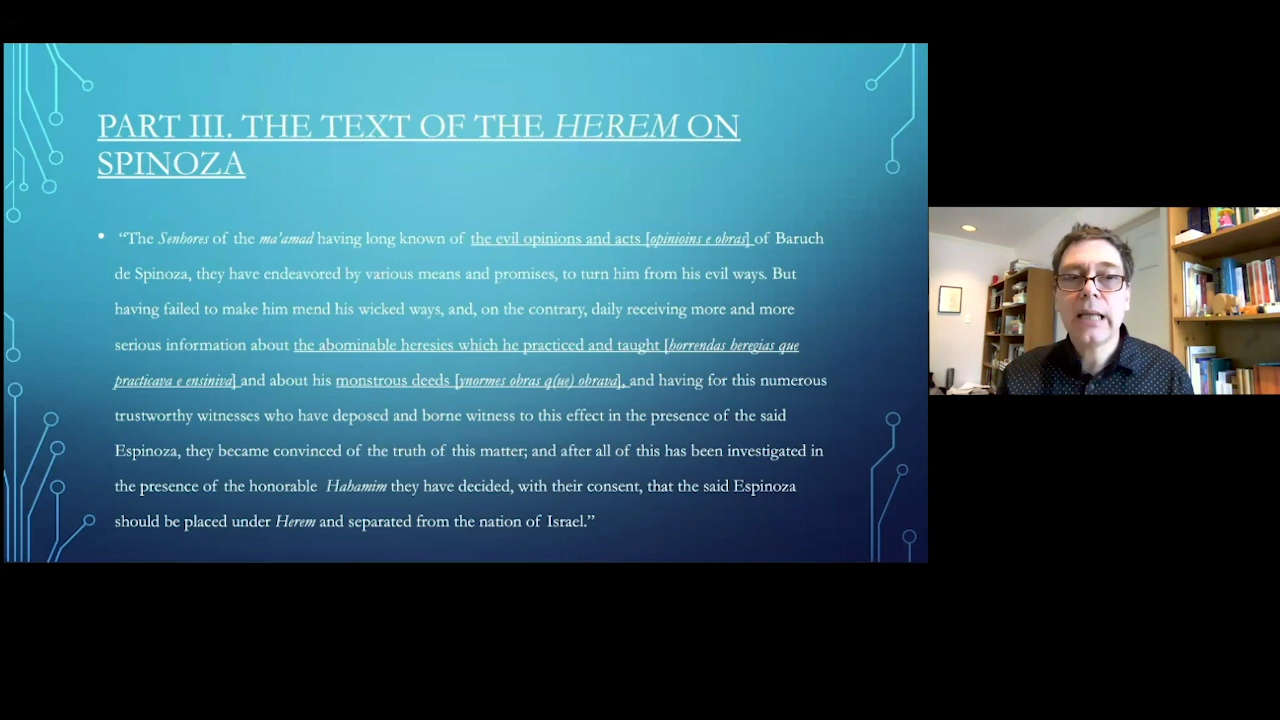 PART III. THE TEXT OF THE HEREM ON
SPINOZA
• “The Senhores of the ma’amad having long known of the evil opinions and acts [opinioins e obras] of Baruch
de Spinoza, they have endeavored by various means and promises, to turn him from his evil ways. But
having failed to make him mend his wicked ways, and, on the contrary, daily receiving more and more
serious information about the abominable heresies which he practiced and taught [horrendas heregias que
practicava e ensiniva] and about his monstrous deeds [ynormes obras q(ue) obrava], and having for this numerous
trustworthy witnesses who have deposed and borne witness to this effect in the presence of the said
Espinoza, they became convinced of the truth of this matter; and after all of this has been investigated in
the presence of the honorable Hahamim they have decided, with their consent, that the said Espinoza
should be placed under Herem and separated from the nation of Israel.”